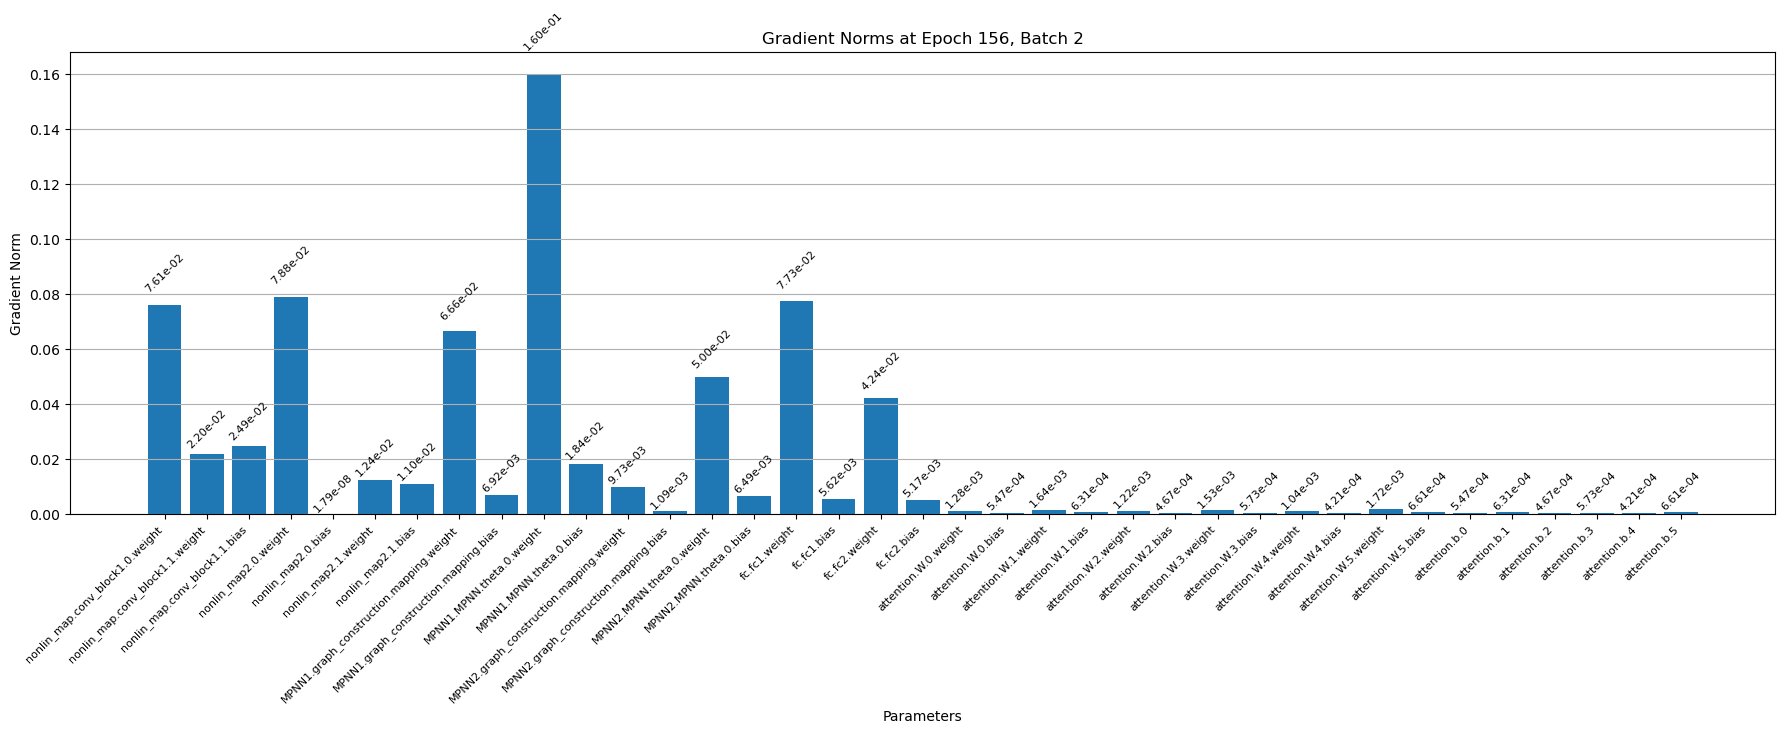 Gradient Norms at Epoch 156, Batch 2
Gradient Norm
0.16
0.14
0.12
0.10
0.08
0.06
0.04
0.02
0.00
7.61e-02
2.20e-02
2.49e-02
7.88e-02
1.79e-08
1.24e-02
1.10e-02
6.66e-02
6.92e-03
1.60e-01
1.84e-02
9.73e-03
1.09e-03
5.00e-02
6.49e-03
7.73e-02
5.62e-03
4.24e-02
5.17e-03
1.28e-03
5.47e-04
1.64e-03
6.31e-04
1.22e-03
4.67e-04
1.53e-03
5.73e-04
1.04e-03
4.21e-04
1.72e-03
6.61e-04
5.47e-04
6.31e-04
4.67e-04
5.73e-04
4.21e-04
6.61e-04
nonlin_map.conv_block1.0.weight
nonlin_map.conv_block1.1.weight
nonlin_map.conv_block1.1.bias
nonlin_map2.0.weight
nonlin_map2.0.bias
nonlin_map2.1.weight
nonlin_map2.1.bias
MPNN1.graph_construction.mapping.weight
MPNN1.graph_construction.mapping.bias
MPNN1.MPNN.theta.0.weight
MPNN1.MPNN.theta.0.bias
MPNN2.graph_construction.mapping.weight
MPNN2.graph_construction.mapping.bias
MPNN2.MPNN.theta.0.weight
MPNN2.MPNN.theta.0.bias
fc.fc1.weight
fc.fc1.bias
fc.fc2.weight
fc.fc2.bias
attention.W.0.weight
attention.W.0.bias
attention.W.1.weight
attention.W.1.bias
attention.W.2.weight
attention.W.2.bias
attention.W.3.weight
attention.W.3.bias
attention.W.4.weight
attention.W.4.bias
attention.W.5.weight
attention.W.5.bias
attention.b.0
attention.b.1
attention.b.2
attention.b.3
attention.b.4
attention.b.5
Parameters